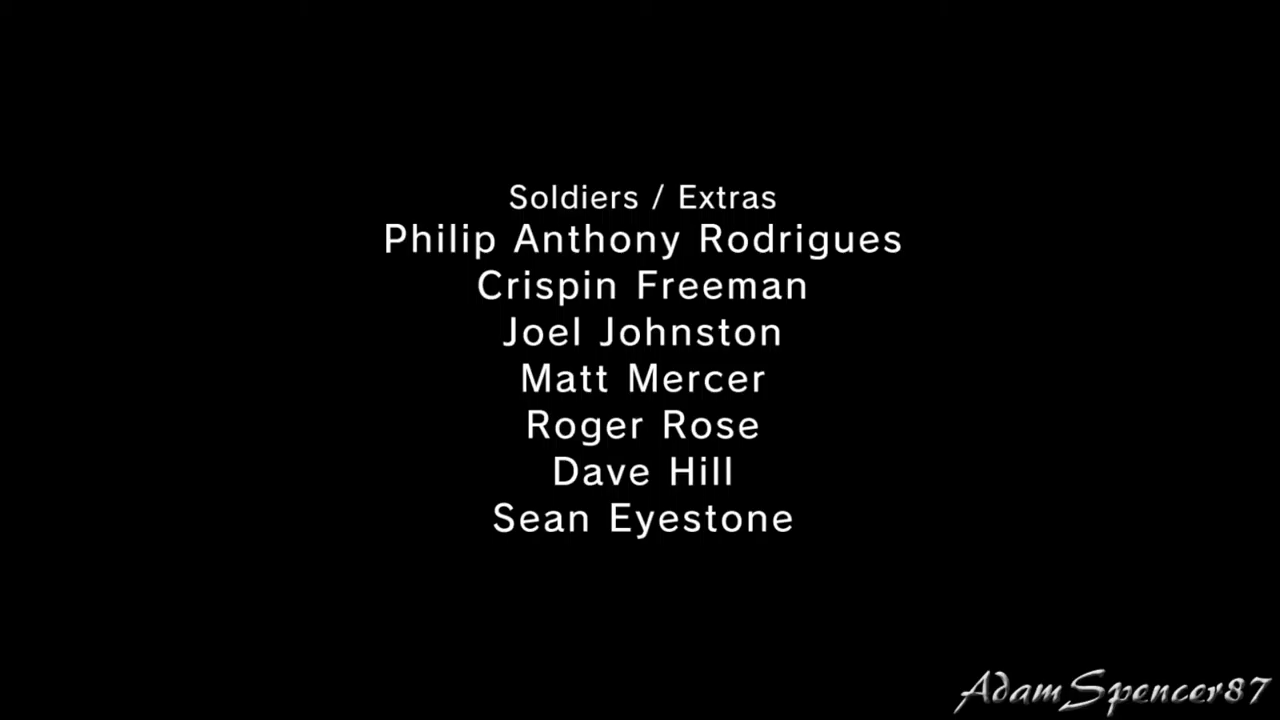 Soldiers / Extras
Philip Anthony Rodrigues
Crispin Freeman
Joel Johnston
Matt Mercer
Roger Rose
Dave Hill
Sean Eyestone
AdamSpencer87